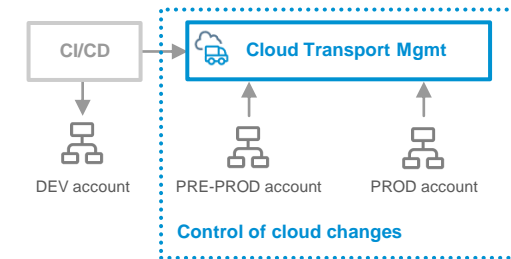 CI/CD
Cloud Transport Mgmt
DEV account
PRE-PROD account
PROD account
Control of cloud changes